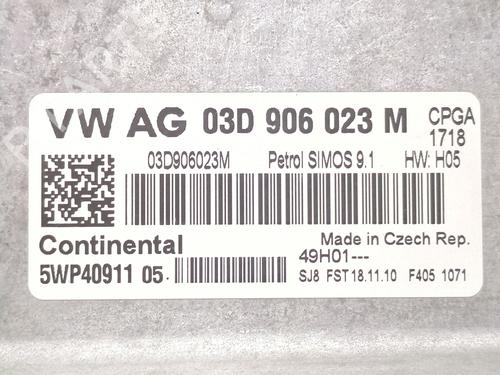 VW AG 03D 906 023 M CPGA
1718
03D906023M Petrol SIMOS 9.1 HW: H05
Continental Made in Czech Rep.
5WP40911 05 49H01---
SJ8 FST 18.11.10 F405 1071